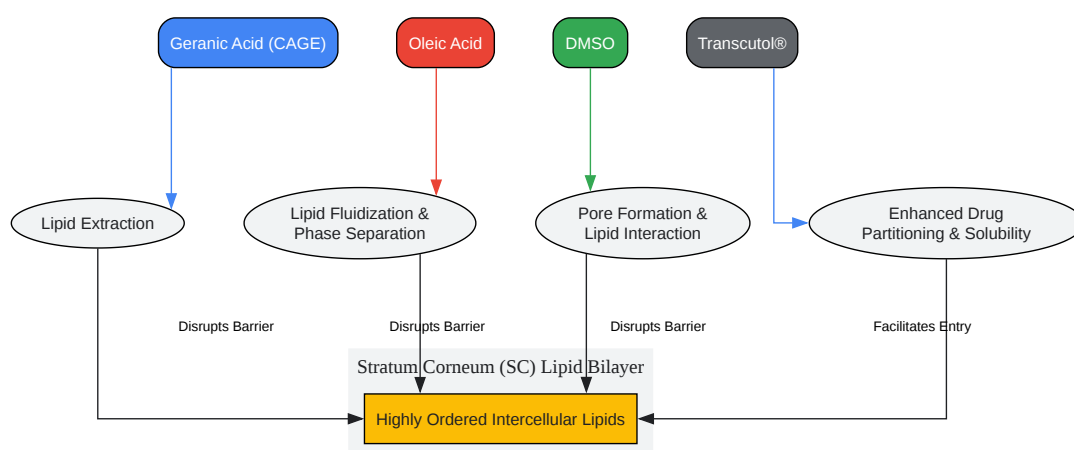 Geranic Acid (CAGE)
Oleic Acid
DMSO
Transcutol®
Lipid Extraction
Lipid Fluidization &
Phase Separation
Pore Formation &
Lipid Interaction
Enhanced Drug
Partitioning & Solubility
Disrupts Barrier
Disrupts Barrier
Disrupts Barrier
Facilitates Entry
Stratum Corneum (SC) Lipid Bilayer
Highly Ordered Intercellular Lipids